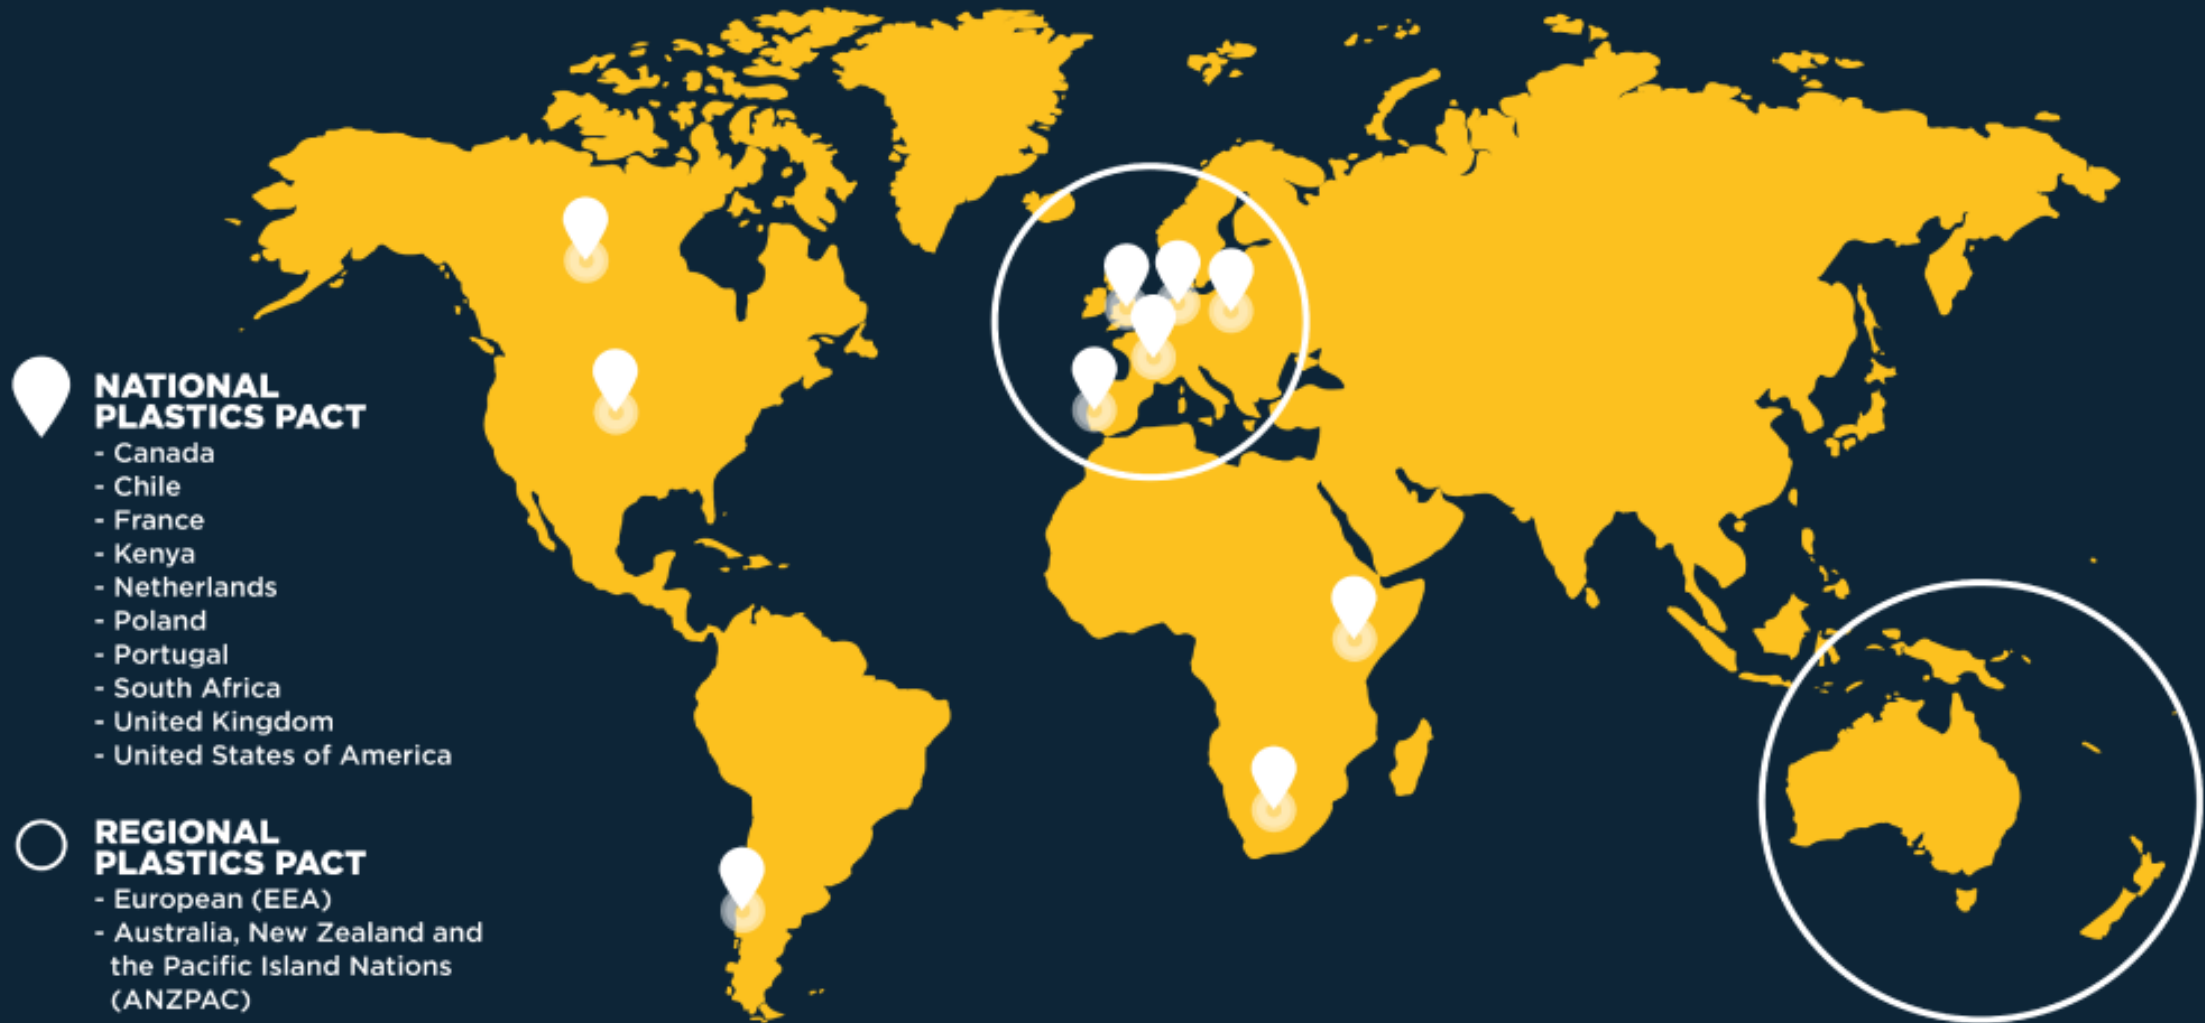 NATIONAL
PLASTICS PACT
- Canada
- Chile
- France
- Kenya
- Netherlands
- Poland
- Portugal
- South Africa
- United Kingdom
- United States of America
REGIONAL
PLASTICS PACT
- European (EEA)
- Australia, New Zealand and
the Pacific Island Nations
(ANZPAC)